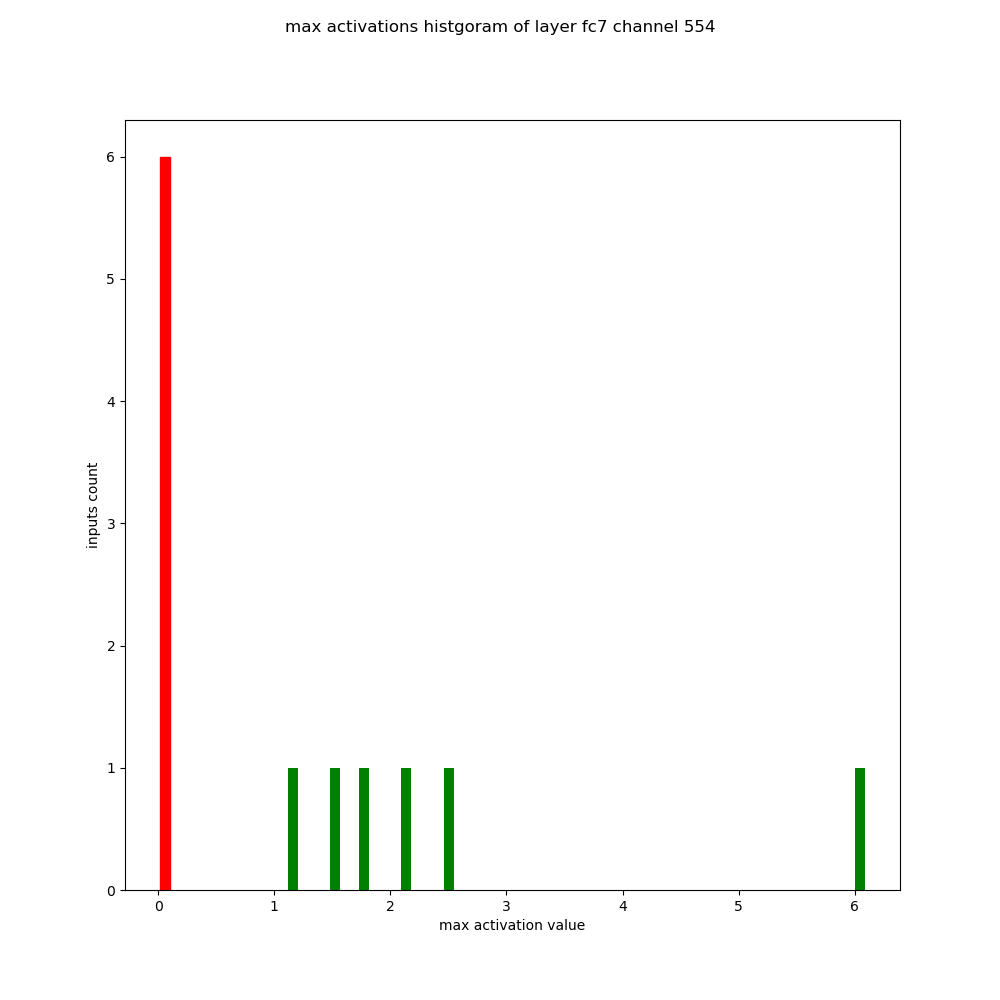 max activations histgoram of layer fc7 channel 554
6
5
4
3
2
1
0
inputs count
0 1 2 3 4 5 6
max activation value